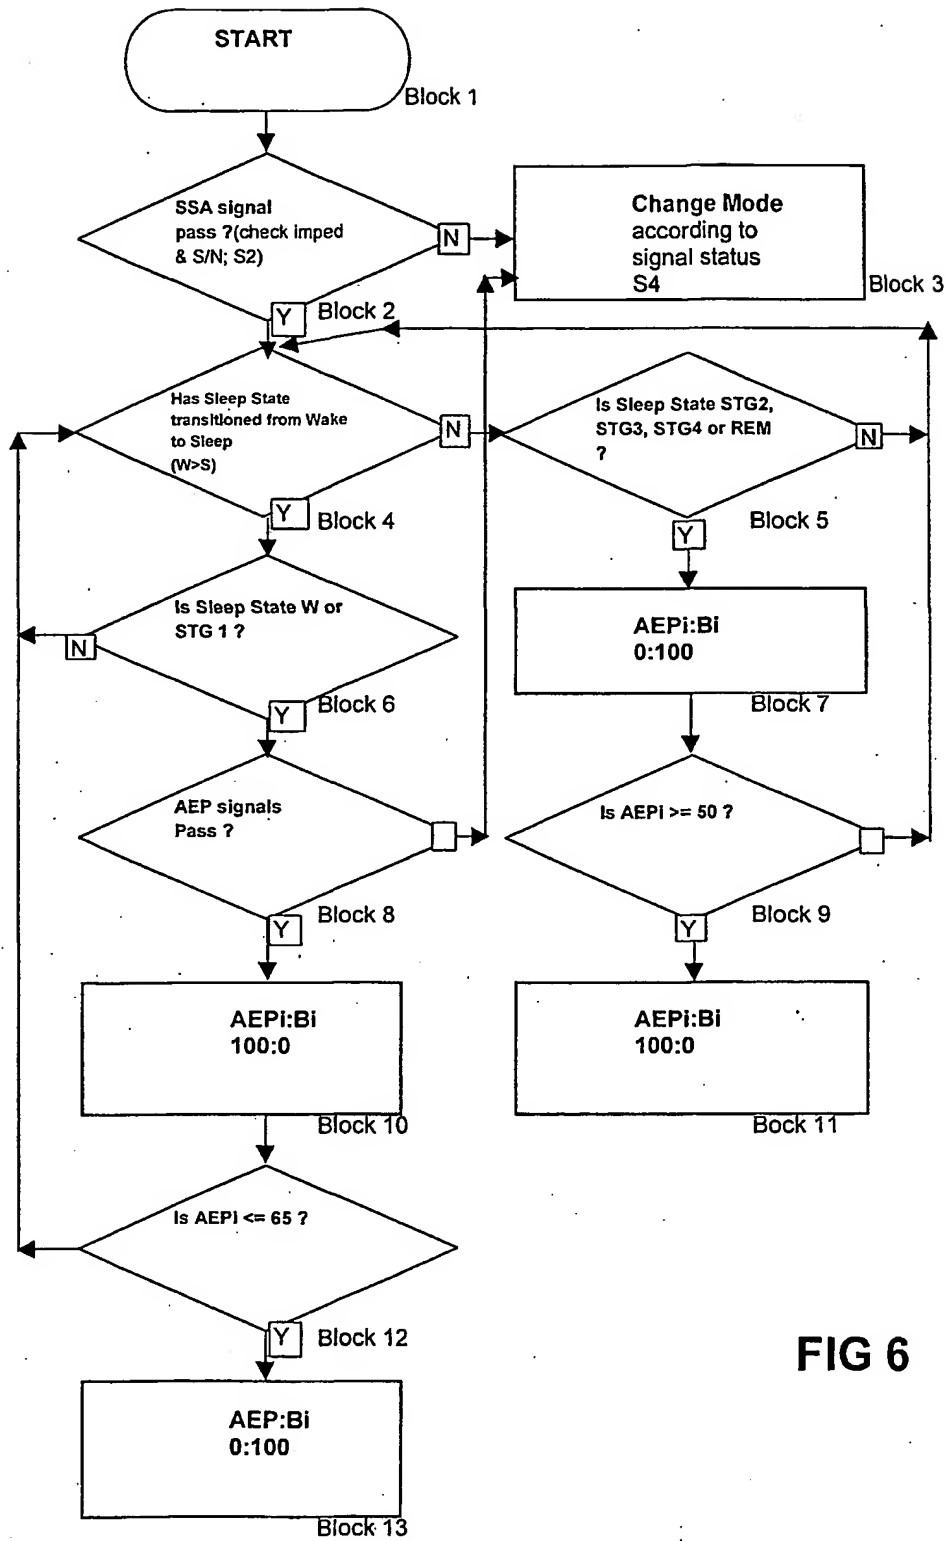 START
Block 1
SSA signal
pass ?(check imped
& S/N; S2)
N
Change Mode
according to
signal status
S4
Block 3
Y
Block 2
Has Sleep State
transitioned from Wake
to Sleep
(W>S)
N
Is Sleep State STG2,
STG3, STG4 or REM
?
N
Y
Block 4
Block 5
Y
Is Sleep State W or
STG 1 ?
N
AEPi:Bi
0:100
Y
Block 6
Block 7
AEP signals
Pass ?
Is AEPi >= 50 ?
Y
Block 8
Y
Block 9
AEPi:Bi
100:0
AEPi:Bi
100:0
Block 10
Bock 11
Is AEPi <= 65 ?
Y
Block 12
FIG 6
AEP:Bi
0:100
Block 13